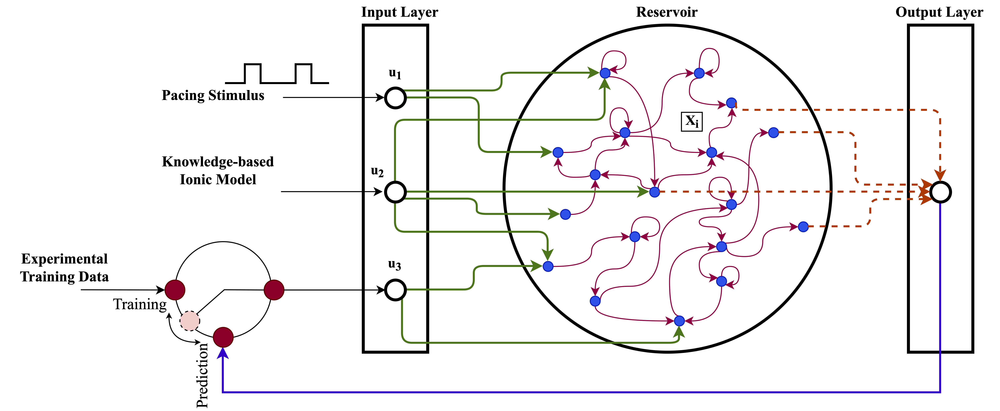 Input Layer
Reservoir
Output Layer
u1
Pacing Stimulus
Xi
Knowledge-based
Ionic Model
u2
Experimental
Training Data
u3
Training
Prediction